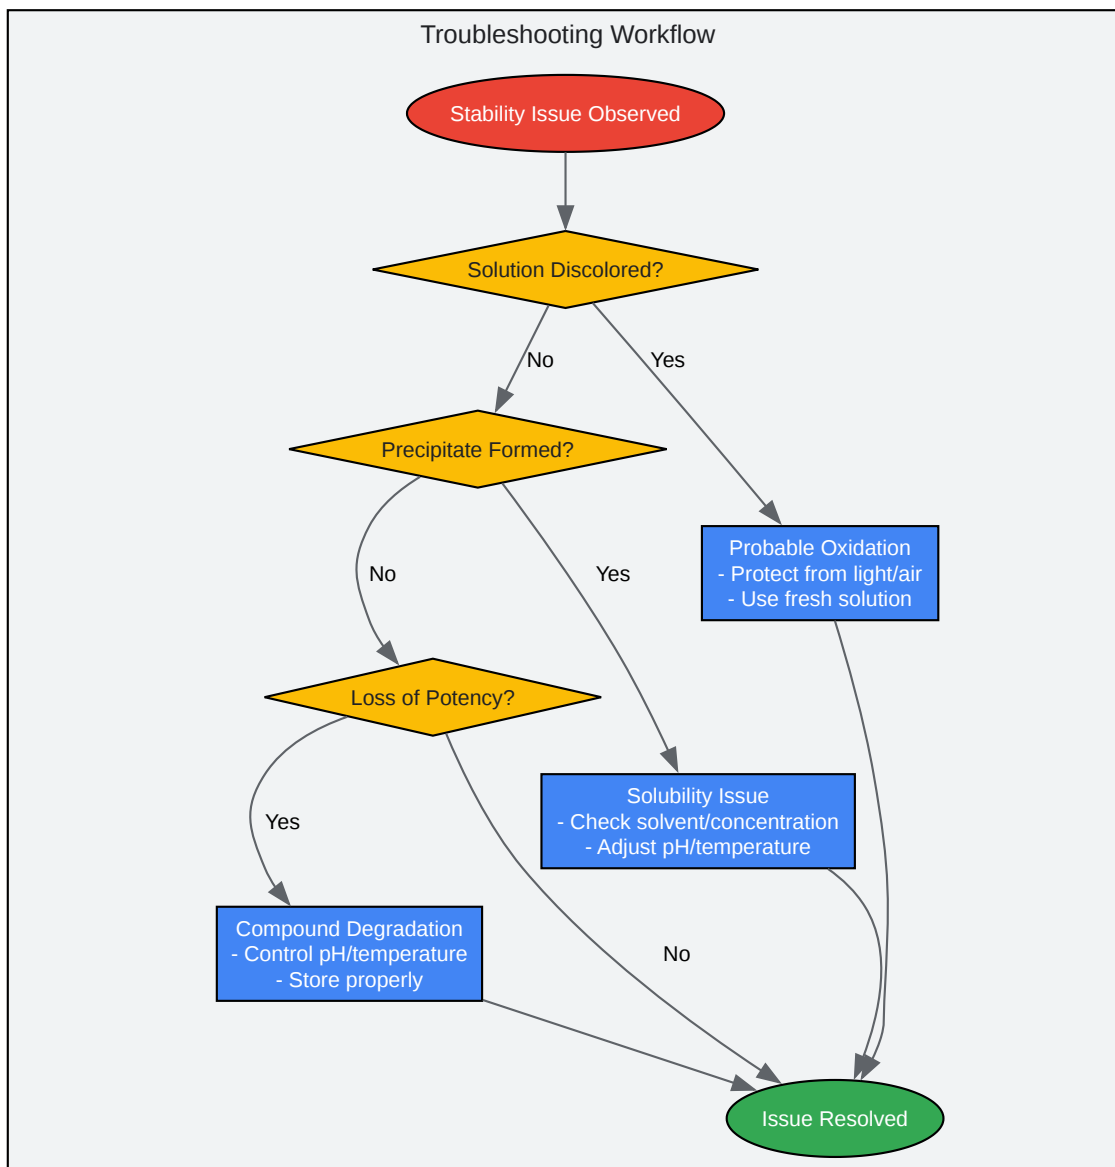 Troubleshooting Workflow
Stability Issue Observed
Solution Discolored?
No
Yes
Precipitate Formed?
Probable Oxidation
- Protect from light/air
- Use fresh solution
No
Yes
Loss of Potency?
Solubility Issue
- Check solvent/concentration
- Adjust pH/temperature
Yes
Compound Degradation
- Control pH/temperature
- Store properly
No
Issue Resolved